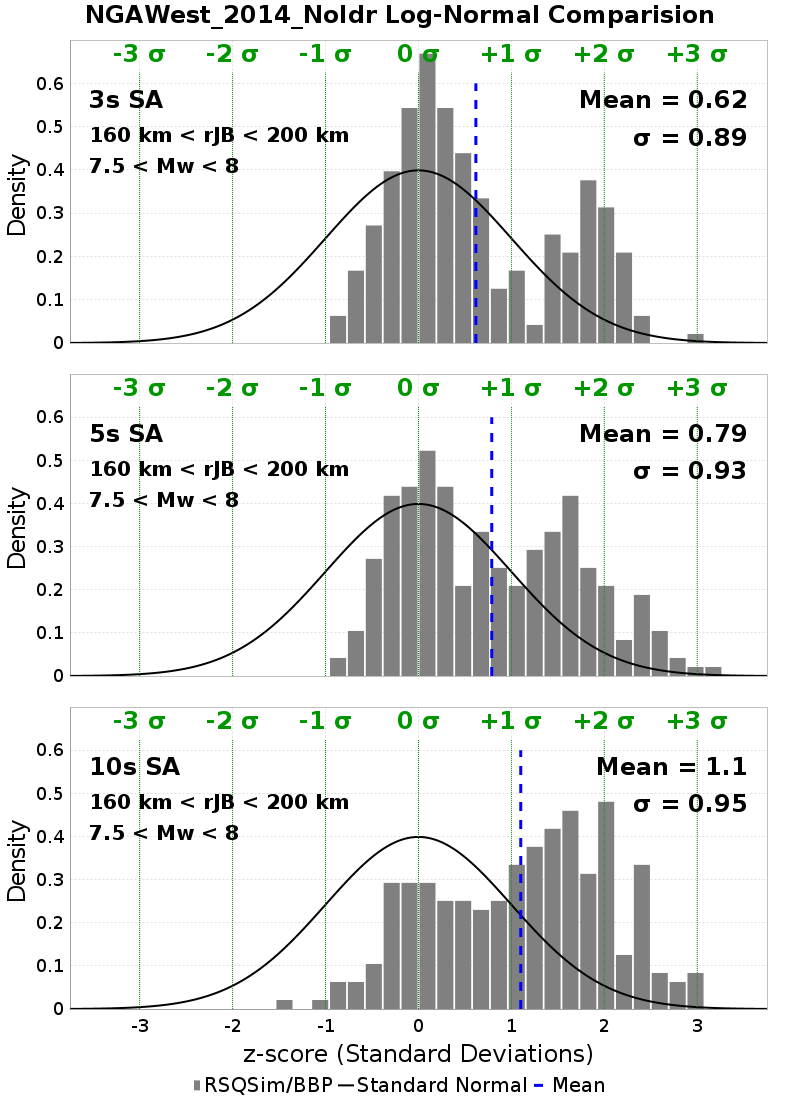 NGAWest_2014_NoIdr Log-Normal Comparision
-3 σ -2 σ -1 σ 0 σ +1 σ +2 σ +3 σ
3s SA Mean = 0.62
160 km < rJB < 200 km σ = 0.89
7.5 < Mw < 8
Density
0.6
0.5
0.4
0.3
0.2
0.1
0
-3 σ -2 σ -1 σ 0 σ +1 σ +2 σ +3 σ
5s SA Mean = 0.79
160 km < rJB < 200 km σ = 0.93
7.5 < Mw < 8
Density
0.6
0.5
0.4
0.3
0.2
0.1
0
-3 σ -2 σ -1 σ 0 σ +1 σ +2 σ +3 σ
10s SA Mean = 1.1
160 km < rJB < 200 km σ = 0.95
7.5 < Mw < 8
Density
0.6
0.5
0.4
0.3
0.2
0.1
0
-3 -2 -1 0 1 2 3
z-score (Standard Deviations)
RSQSim/BBP Standard Normal Mean